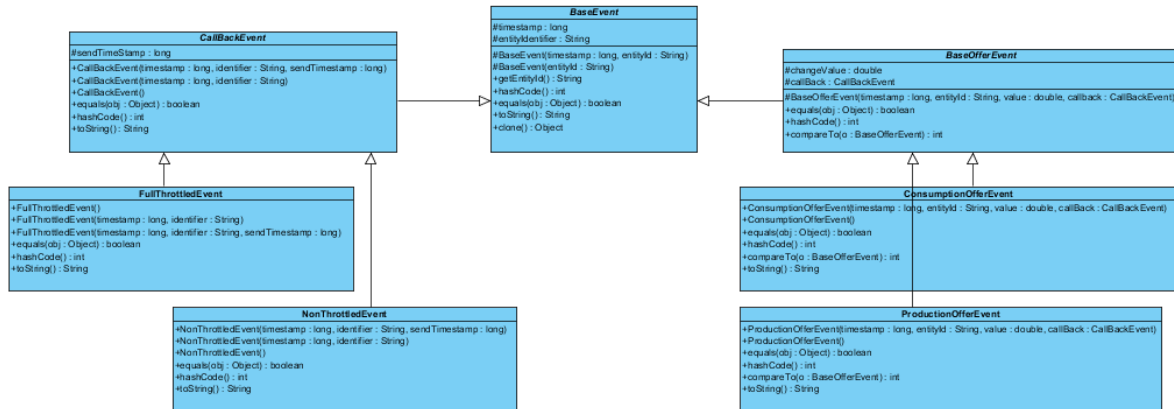 CallBackEvent
#sendTimeStamp : long
+CallBackEvent(timestamp : long, identifier : String, sendTimestamp : long)
+CallBackEvent(timestamp : long, identifier : String)
+CallBackEvent()
+equals(obj : Object) : boolean
+hashCode() : int
+toString() : String
BaseEvent
#timestamp : long
#entityIdentifier : String
#BaseEvent(timestamp : long, entityId : String)
#BaseEvent(entityId : String)
+getEntityId() : String
+hashCode() : int
+equals(obj : Object) : boolean
+toString() : String
+clone() : Object
BaseOfferEvent
#changeValue : double
#callBack : CallBackEvent
#BaseOfferEvent(timestamp : long, entityId : String, value : double, callback : CallBackEvent)
+equals(obj : Object) : boolean
+hashCode() : int
+compareTo(o : BaseOfferEvent) : int
FullThrottledEvent
+FullThrottledEvent()
+FullThrottledEvent(timestamp : long, identifier : String)
+FullThrottledEvent(timestamp : long, identifier : String, sendTimestamp : long)
+equals(obj : Object) : boolean
+hashCode() : int
+toString() : String
ConsumptionOfferEvent
+ConsumptionOfferEvent(timestamp : long, entityId : String, value : double, callBack : CallBackEvent)
+ConsumptionOfferEvent()
+equals(obj : Object) : boolean
+hashCode() : int
+compareTo(o : BaseOfferEvent) : int
+toString() : String
NonThrottledEvent
+NonThrottledEvent(timestamp : long, identifier : String, sendTimestamp : long)
+NonThrottledEvent(timestamp : long, identifier : String)
+NonThrottledEvent()
+equals(obj : Object) : boolean
+hashCode() : int
+toString() : String
ProductionOfferEvent
+ProductionOfferEvent(timestamp : long, entityId : String, value : double, callBack : CallBackEvent)
+ProductionOfferEvent()
+equals(obj : Object) : boolean
+hashCode() : int
+compareTo(o : BaseOfferEvent) : int
+toString() : String